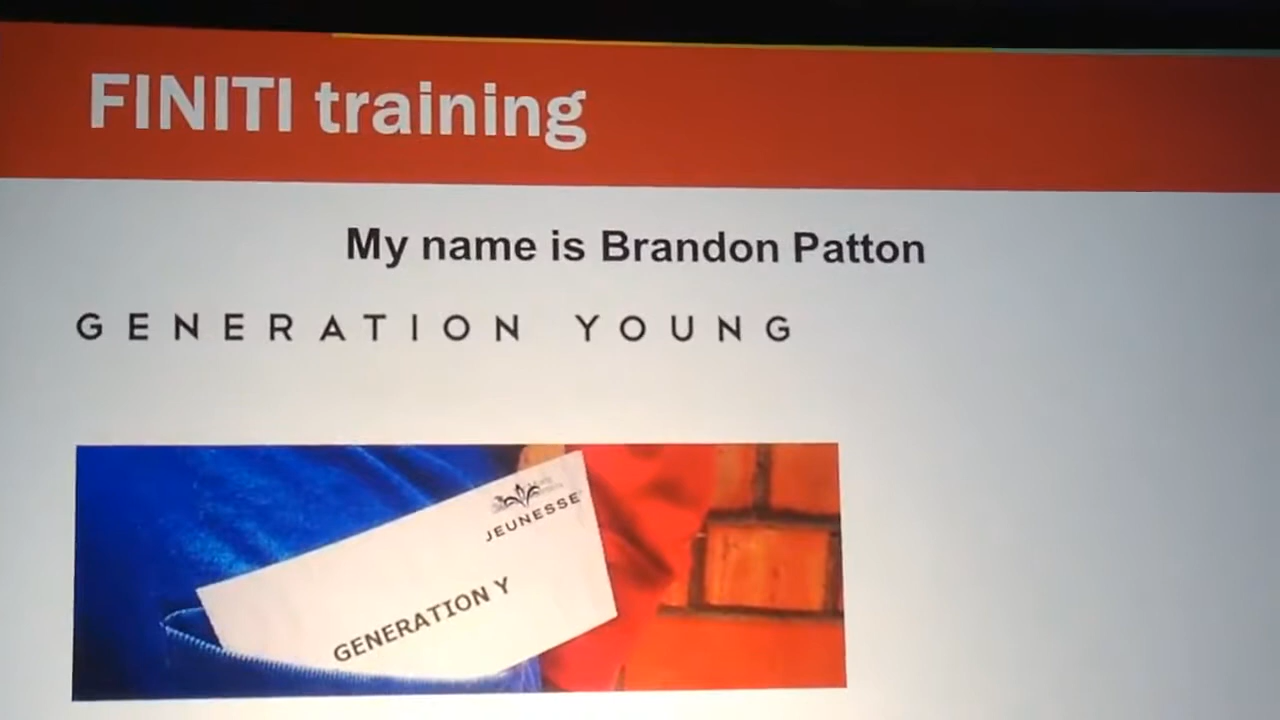 FINITI training
My name is Brandon Patton
GENERATION YOUNG
JEUNESSE
GENERATION Y